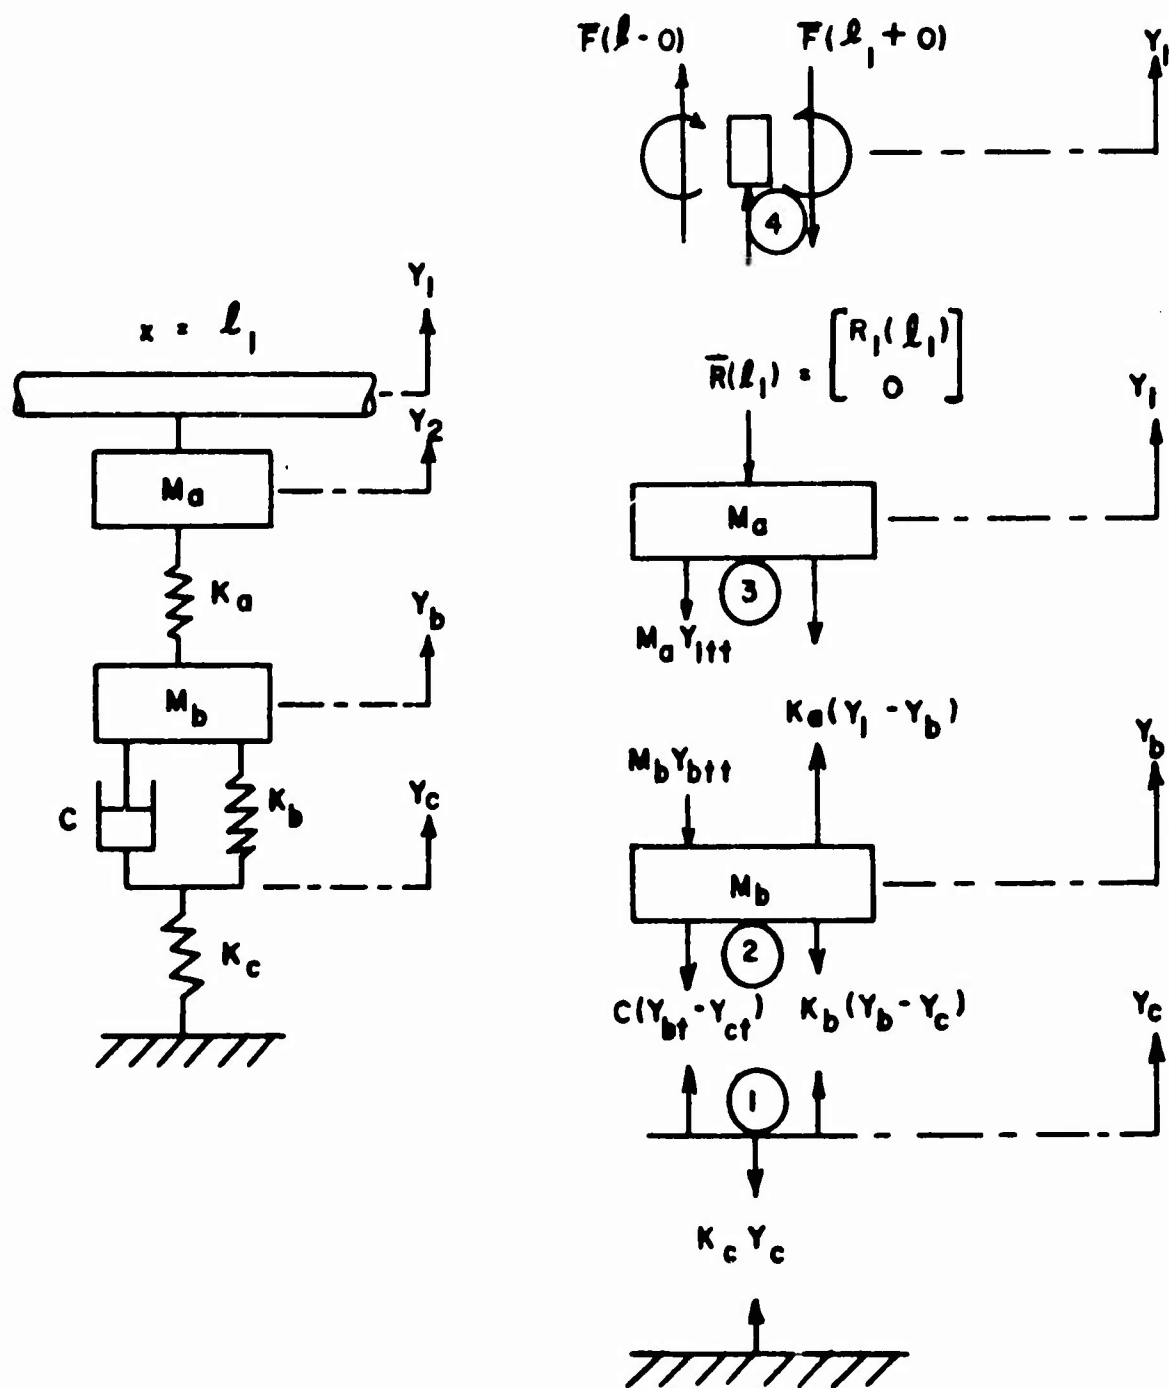 x = ℓ₁
Y₁
Y₂
Mₐ
Kₐ
Y_b
M_b
C
K_b
Y_c
K_c
F̅(ℓ-0)
F̅(ℓ₁+0)
Y₁
4
R̅(ℓ₁) = [R₁(ℓ₁)
0]
Y₁
Mₐ
3
MₐY₁tt
Kₐ(Y₁-Y_b)
M_bY_btt
Y_b
M_b
2
C(Y_bt-Y_ct)
K_b(Y_b-Y_c)
Y_c
1
K_c Y_c